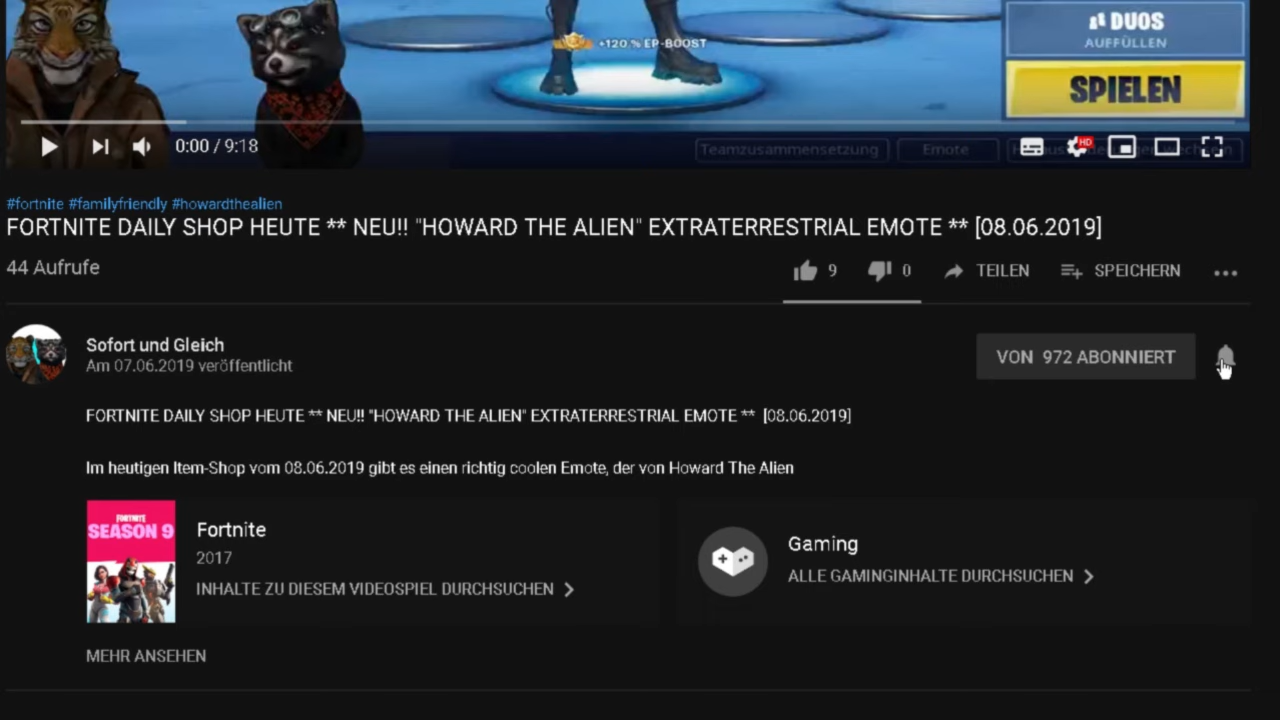 DUOS
AUFFÜLLEN
+120.% EP-BOOST
SPIELEN
0:00 / 9:18
Teamzusammensetzung
Emote
HD
#fortnite #familyfriendly #howardthealien
FORTNITE DAILY SHOP HEUTE ** NEU!! "HOWARD THE ALIEN" EXTRATERRESTRIAL EMOTE ** [08.06.2019]
44 Aufrufe
9
0
TEILEN
SPEICHERN
Sofort und Gleich
Am 07.06.2019 veröffentlicht
VON 972 ABONNIERT
FORTNITE DAILY SHOP HEUTE ** NEU!! "HOWARD THE ALIEN" EXTRATERRESTRIAL EMOTE ** [08.06.2019]
Im heutigen Item-Shop vom 08.06.2019 gibt es einen richtig coolen Emote, der von Howard The Alien
FORTNITE
SEASON 9
Fortnite
2017
INHALTE ZU DIESEM VIDEOSPIEL DURCHSUCHEN
Gaming
ALLE GAMINGINHALTE DURCHSUCHEN
MEHR ANSEHEN